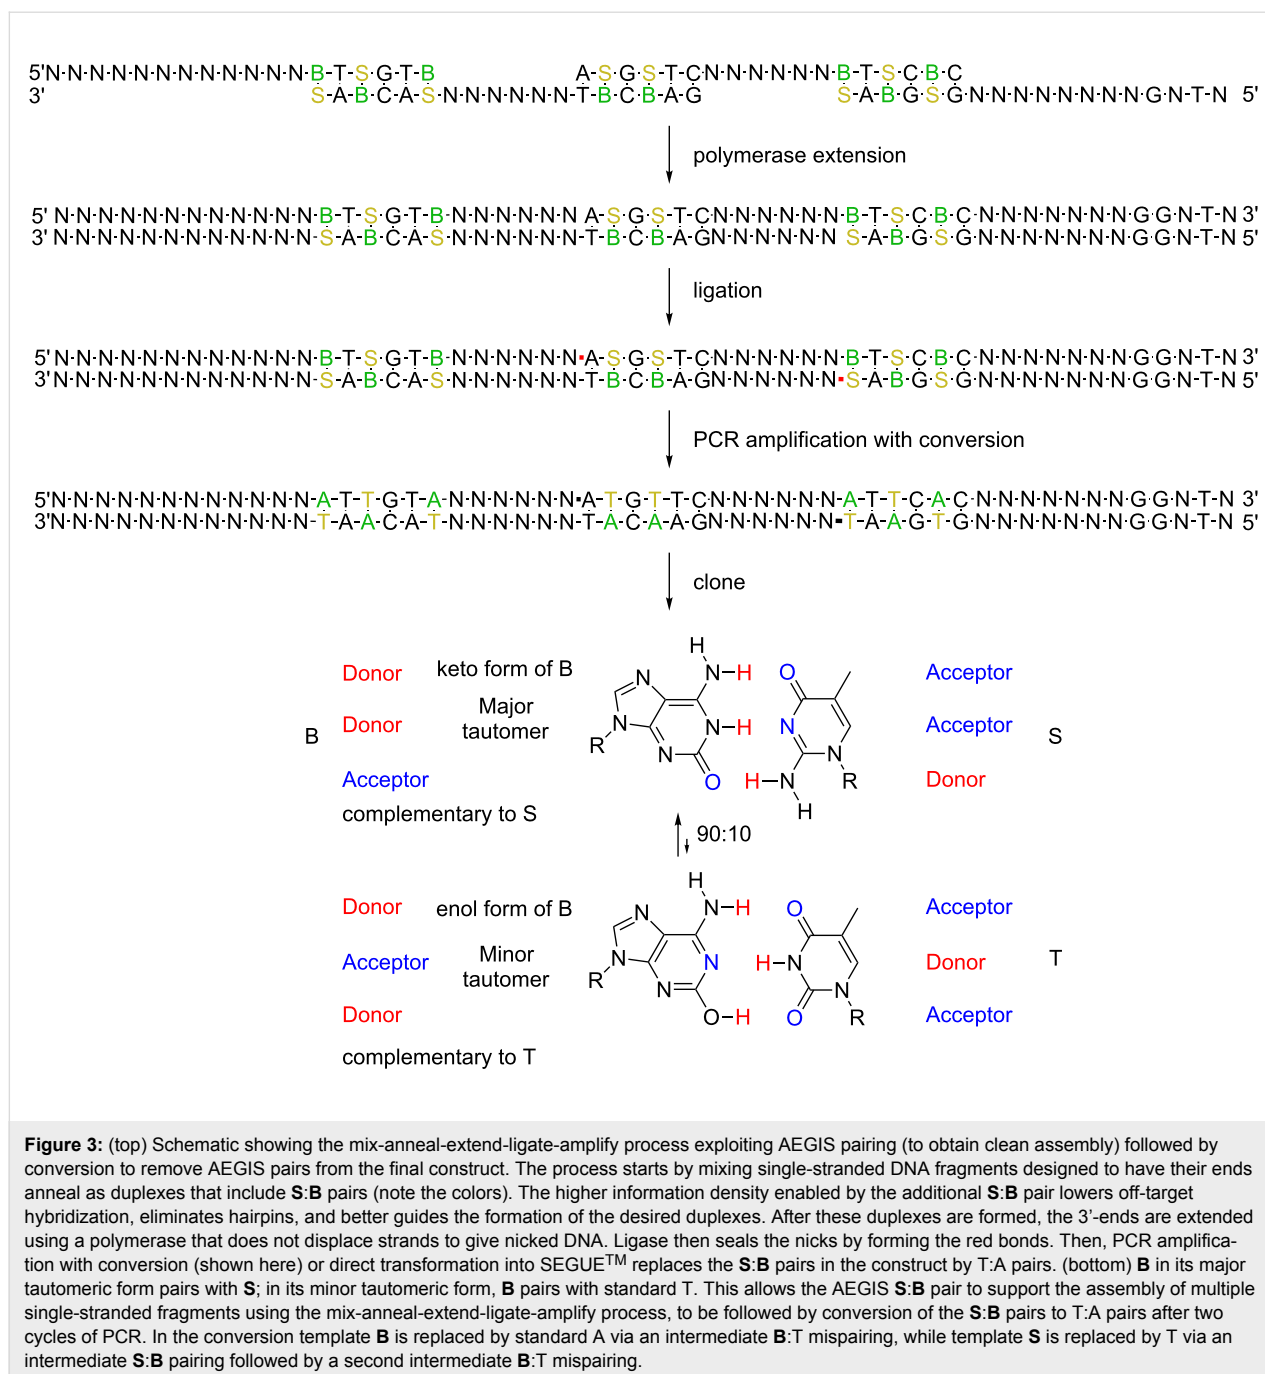 5'N-N-N-N-N-N-N-N-N-N-N-N-B-T-S-G-T-B A-S-G-S-T-C-N-N-N-N-N-N-B-T-S-C-B-C
3' S-A-B-C-A-S-N-N-N-N-N-N-T-B-C-B-A-G S-A-B-G-S-G-N-N-N-N-N-N-N-N-G-N-T-N 5'
polymerase extension
5' N-N-N-N-N-N-N-N-N-N-N-N-B-T-S-G-T-B-N-N-N-N-N-N A-S-G-S-T-C-N-N-N-N-N-N-B-T-S-C-B-C-N-N-N-N-N-N-N-G-G-N-T-N 3'
3' N-N-N-N-N-N-N-N-N-N-N-N-S-A-B-C-A-S-N-N-N-N-N-N-T-B-C-B-A-G-N-N-N-N-N-N S-A-B-G-S-G-N-N-N-N-N-N-N-G-G-N-T-N 5'
ligation
5' N-N-N-N-N-N-N-N-N-N-N-N-B-T-S-G-T-B-N-N-N-N-N-N-A-S-G-S-T-C-N-N-N-N-N-N-B-T-S-C-B-C-N-N-N-N-N-N-N-G-G-N-T-N 3'
3' N-N-N-N-N-N-N-N-N-N-N-N-S-A-B-C-A-S-N-N-N-N-N-N-T-B-C-B-A-G-N-N-N-N-N-N-S-A-B-G-S-G-N-N-N-N-N-N-N-G-G-N-T-N 5'
PCR amplification with conversion
5'N-N-N-N-N-N-N-N-N-N-N-N-A-T-T-G-T-A-N-N-N-N-N-N-A-T-G-T-T-C-N-N-N-N-N-N-A-T-T-C-A-C-N-N-N-N-N-N-N-G-G-N-T-N 3'
3'N-N-N-N-N-N-N-N-N-N-N-N-T-A-A-C-A-T-N-N-N-N-N-N-T-A-C-A-A-G-N-N-N-N-N-N-T-A-A-G-T-G-N-N-N-N-N-N-N-G-G-N-T-N 5'
clone
H
Donor keto form of B N N-H O Acceptor
Donor Major N N-H N Acceptor
B tautomer S
R N N
Acceptor O H-N R Donor
complementary to S H
90:10
H
Donor enol form of B N N-H O Acceptor
Acceptor Minor N N H-N Donor T
tautomer
R N N
Donor O-H O R Acceptor
complementary to T
Figure 3: (top) Schematic showing the mix-anneal-extend-ligate-amplify process exploiting AEGIS pairing (to obtain clean assembly) followed by
conversion to remove AEGIS pairs from the final construct. The process starts by mixing single-stranded DNA fragments designed to have their ends
anneal as duplexes that include S:B pairs (note the colors). The higher information density enabled by the additional S:B pair lowers off-target
hybridization, eliminates hairpins, and better guides the formation of the desired duplexes. After these duplexes are formed, the 3'-ends are extended
using a polymerase that does not displace strands to give nicked DNA. Ligase then seals the nicks by forming the red bonds. Then, PCR amplifica-
tion with conversion (shown here) or direct transformation into SEGUE™ replaces the S:B pairs in the construct by T:A pairs. (bottom) B in its major
tautomeric form pairs with S; in its minor tautomeric form, B pairs with standard T. This allows the AEGIS S:B pair to support the assembly of multiple
single-stranded fragments using the mix-anneal-extend-ligate-amplify process, to be followed by conversion of the S:B pairs to T:A pairs after two
cycles of PCR. In the conversion template B is replaced by standard A via an intermediate B:T mispairing, while template S is replaced by T via an
intermediate S:B pairing followed by a second intermediate B:T mispairing.